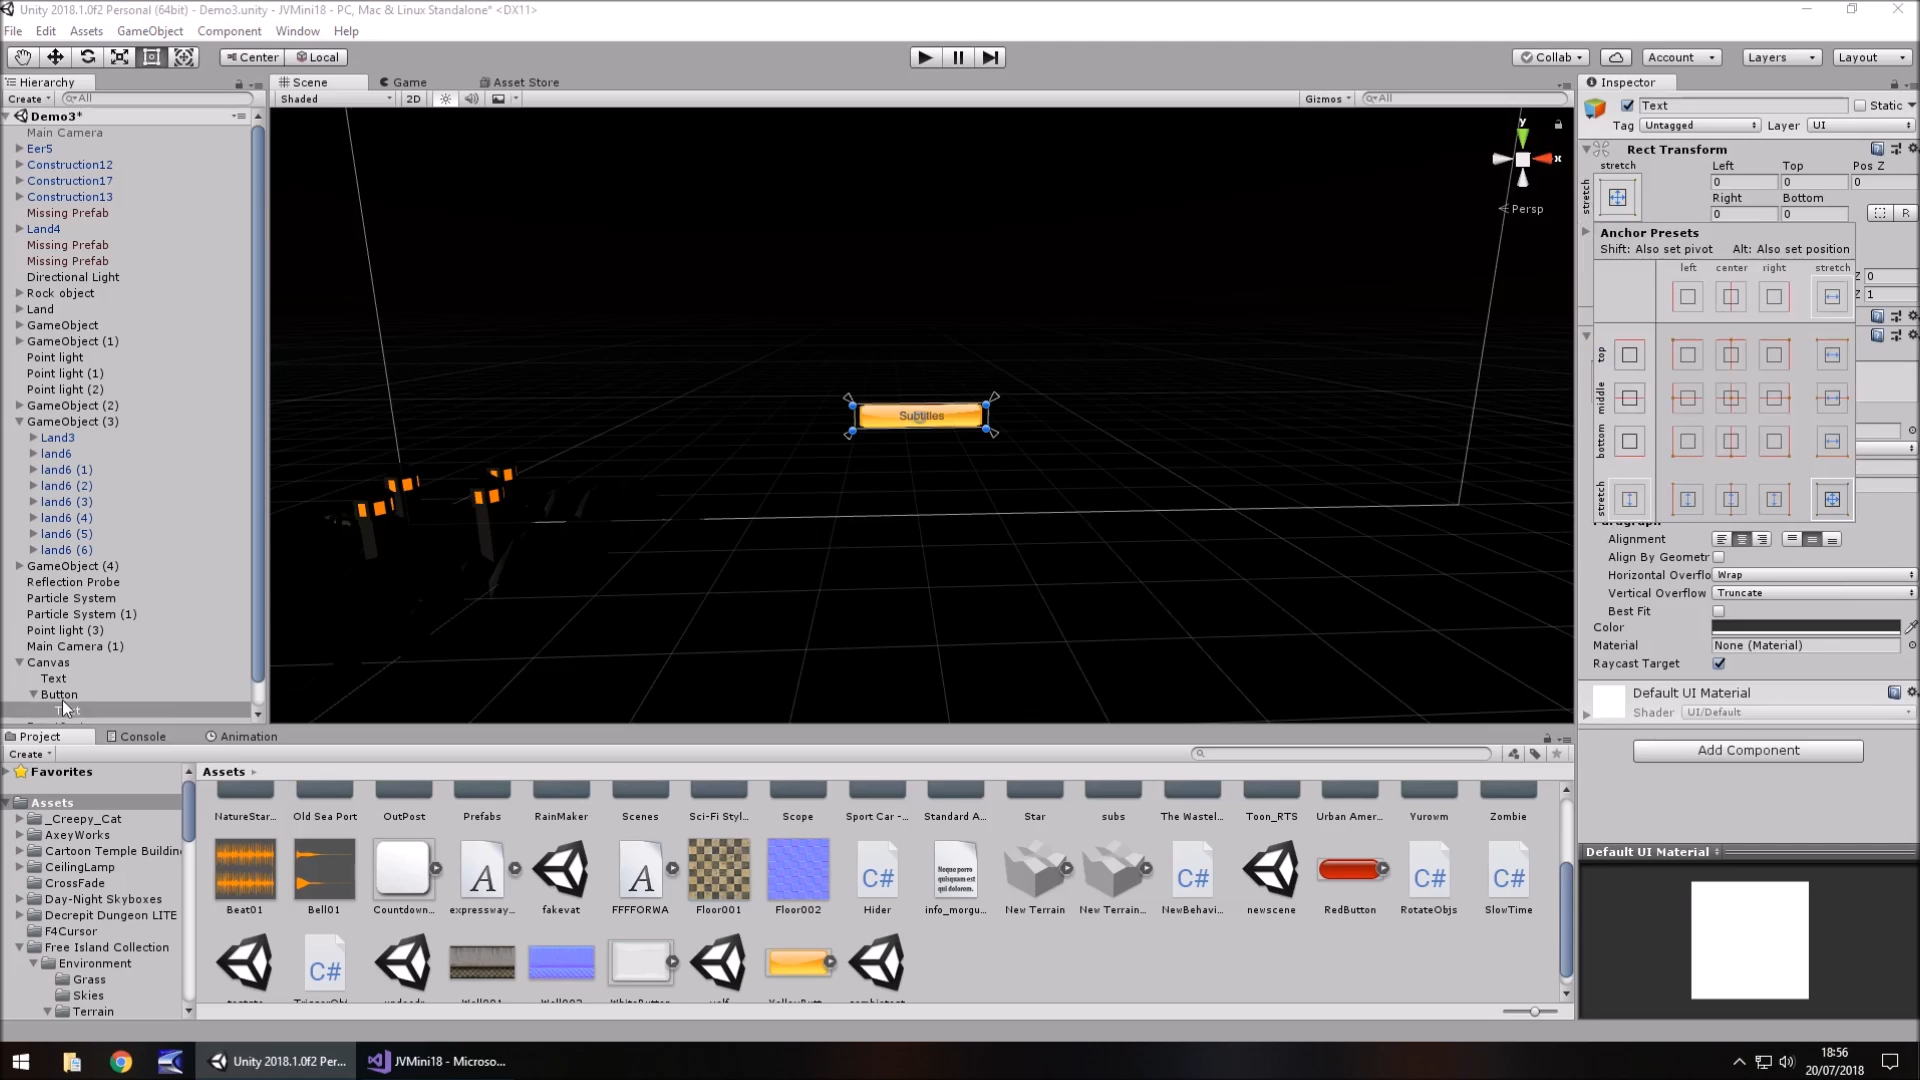 Unity 2018.1.0f2 Personal (64bit) - Demo3.unity - JVMini18 - PC, Mac & Linux Standalone* <DX11>
File Edit Assets GameObject Component Window Help
Center Local Collab Account Layers Layout
Hierarchy Scene Game Asset Store Inspector
Create All Shaded 2D Gizmos All
Text Static
Tag Untagged Layer UI
Rect Transform
stretch Left Top Pos Z
stretch 0 0 0
Right Bottom
0 0 R
Anchor Presets
Shift: Also set pivot Alt: Also set position
left center right stretch
Z 0
Z 1
top
middle
bottom
stretch
Paragraph
Alignment
Align By Geometr
Horizontal Overflo Wrap
Vertical Overflow Truncate
Best Fit
Color
Material None (Material)
Raycast Target
Default UI Material
Shader UI/Default
Add Component
Default UI Material
Demo3*
Main Camera
Eer5
Construction12
Construction17
Construction13
Missing Prefab
Land4
Missing Prefab
Missing Prefab
Directional Light
Rock object
Land
GameObject
GameObject (1)
Point light
Point light (1)
Point light (2)
GameObject (2)
GameObject (3)
Land3
land6
land6 (1)
land6 (2)
land6 (3)
land6 (4)
land6 (5)
land6 (6)
GameObject (4)
Reflection Probe
Particle System
Particle System (1)
Point light (3)
Main Camera (1)
Canvas
Text
Button
y
x
Persp
Subtitles
Project Console Animation
Create
Favorites
Assets
_Creepy_Cat
AxeyWorks
Cartoon Temple Buildin
CeilingLamp
CrossFade
Day-Night Skyboxes
Decrepit Dungeon LITE
F4Cursor
Free Island Collection
Environment
Grass
Skies
Terrain
Assets
NatureStar... Old Sea Port OutPost Prefabs RainMaker Scenes Sci-Fi Styl... Scope Sport Car -... Standard A... Star subs The Wastel... Toon_RTS Urban Amer... Yurowm Zombie
A A C# Neque porro quisquam est qui dolorem. C# C# C#
Beat01 Bell01 Countdown... expressway... fakevat FFFFORWA Floor001 Floor002 Hider info_morgu... New Terrain New Terrain... NewBehavi... newscene RedButton RotateObjs SlowTime
C#
Unity 2018.1.0f2 Per... JVMini18 - Microso...
18:56
20/07/2018